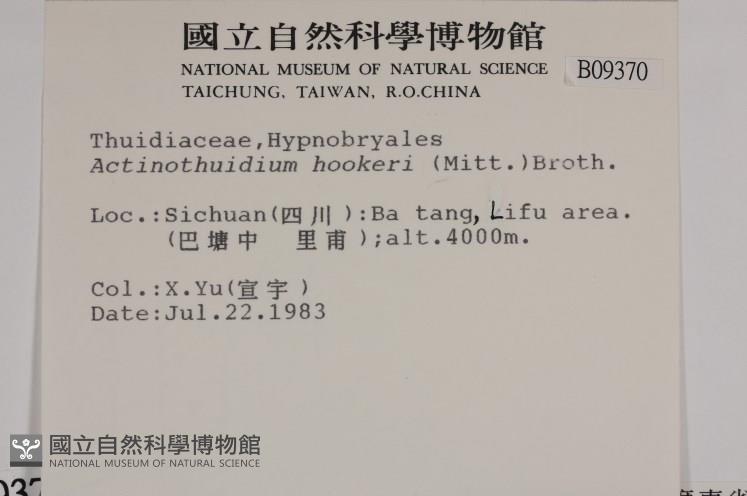 國立自然科學博物館
NATIONAL MUSEUM OF NATURAL SCIENCE
TAICHUNG, TAIWAN, R.O.CHINA
B09370
Thuidiaceae,Hypnobryales
Actinothuidium hookeri (Mitt.)Broth.
Loc.:Sichuan(四川):Ba tang, Lifu area.
(巴塘中 里甫);alt.4000m.
Col.:X.Yu(宣宇)
Date:Jul.22.1983
國立自然科學博物館
NATIONAL MUSEUM OF NATURAL SCIENCE